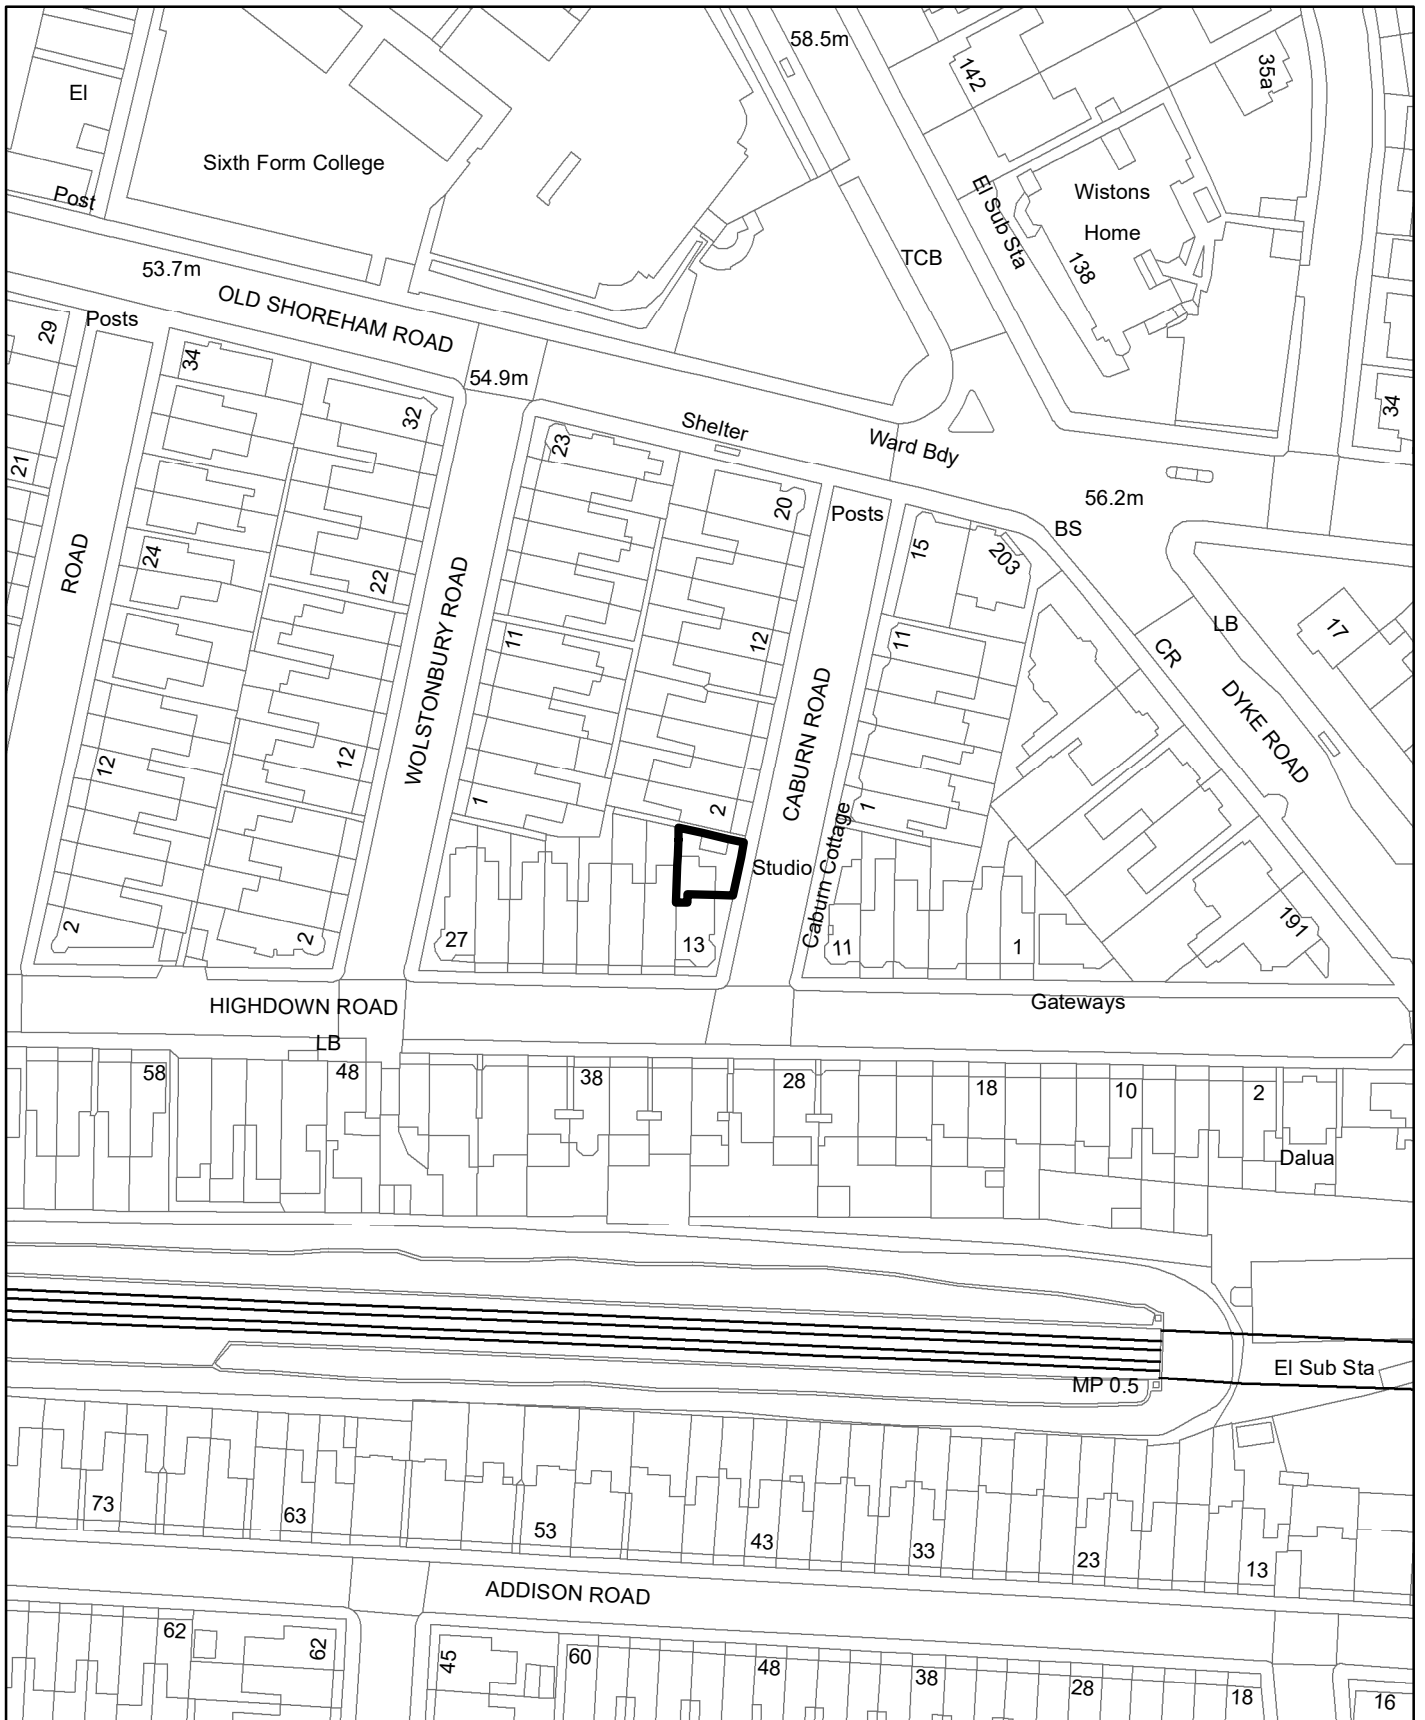 58.5m
142
35a
El
Sixth Form College
Post
El Sub Sta
Wistons
Home
TCB
138
53.7m
OLD SHOREHAM ROAD
29
Posts
34
54.9m
32
34
23
Shelter
Ward Bdy
21
20
Posts
56.2m
BS
15
203
ROAD
24
22
WOLSTONBURY ROAD
11
12
11
LB
17
CR
DYKE ROAD
12
12
CABURN ROAD
1
2
1
Caburn Cottage
Studio
2
2
27
13
11
1
191
HIGHDOWN ROAD
Gateways
LB
58
48
38
28
18
10
2
Dalua
El Sub Sta
MP 0.5
73
63
53
43
33
23
13
ADDISON ROAD
62
62
45
60
48
38
28
18
16